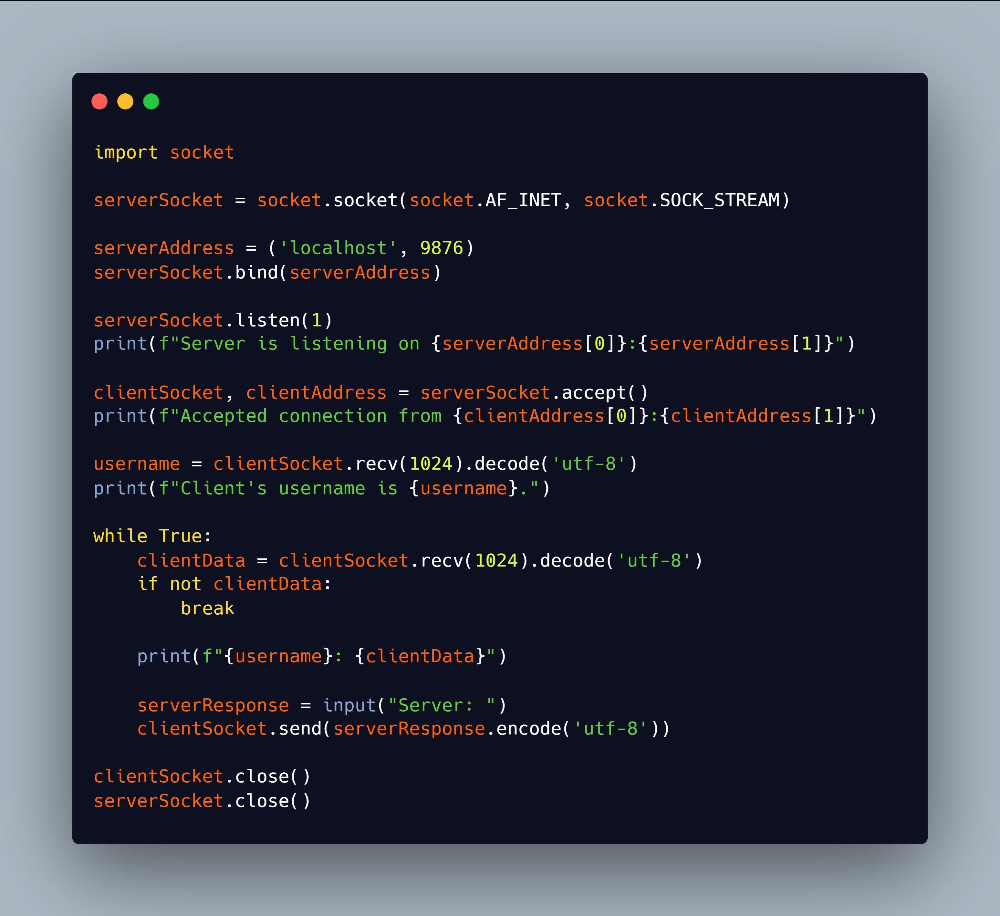 import socket
serverSocket = socket.socket(socket.AF_INET, socket.SOCK_STREAM)
serverAddress = ('localhost', 9876)
serverSocket.bind(serverAddress)
serverSocket.listen(1)
print(f"Server is listening on {serverAddress[0]}:{serverAddress[1]}")
clientSocket, clientAddress = serverSocket.accept()
print(f"Accepted connection from {clientAddress[0]}:{clientAddress[1]}")
username = clientSocket.recv(1024).decode('utf-8')
print(f"Client's username is {username}.")
while True:
    clientData = clientSocket.recv(1024).decode('utf-8')
    if not clientData:
        break
    print(f"{username}: {clientData}")
    serverResponse = input("Server: ")
    clientSocket.send(serverResponse.encode('utf-8'))
clientSocket.close()
serverSocket.close()